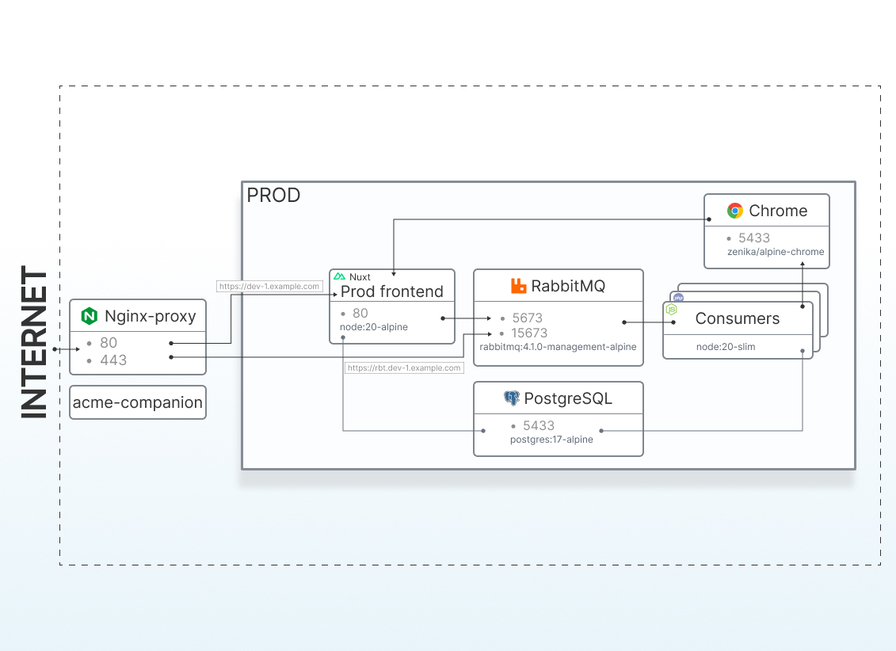 INTERNET
PROD
Chrome
5433
zenika/alpine-chrome
https://dev-1.example.com
Nuxt
Prod frontend
80
node:20-alpine
RabbitMQ
5673
15673
rabbitmq:4.1.0-management-alpine
php
JS
Consumers
node:20-slim
Nginx-proxy
80
443
https://rbt.dev-1.example.com
acme-companion
PostgreSQL
5433
postgres:17-alpine